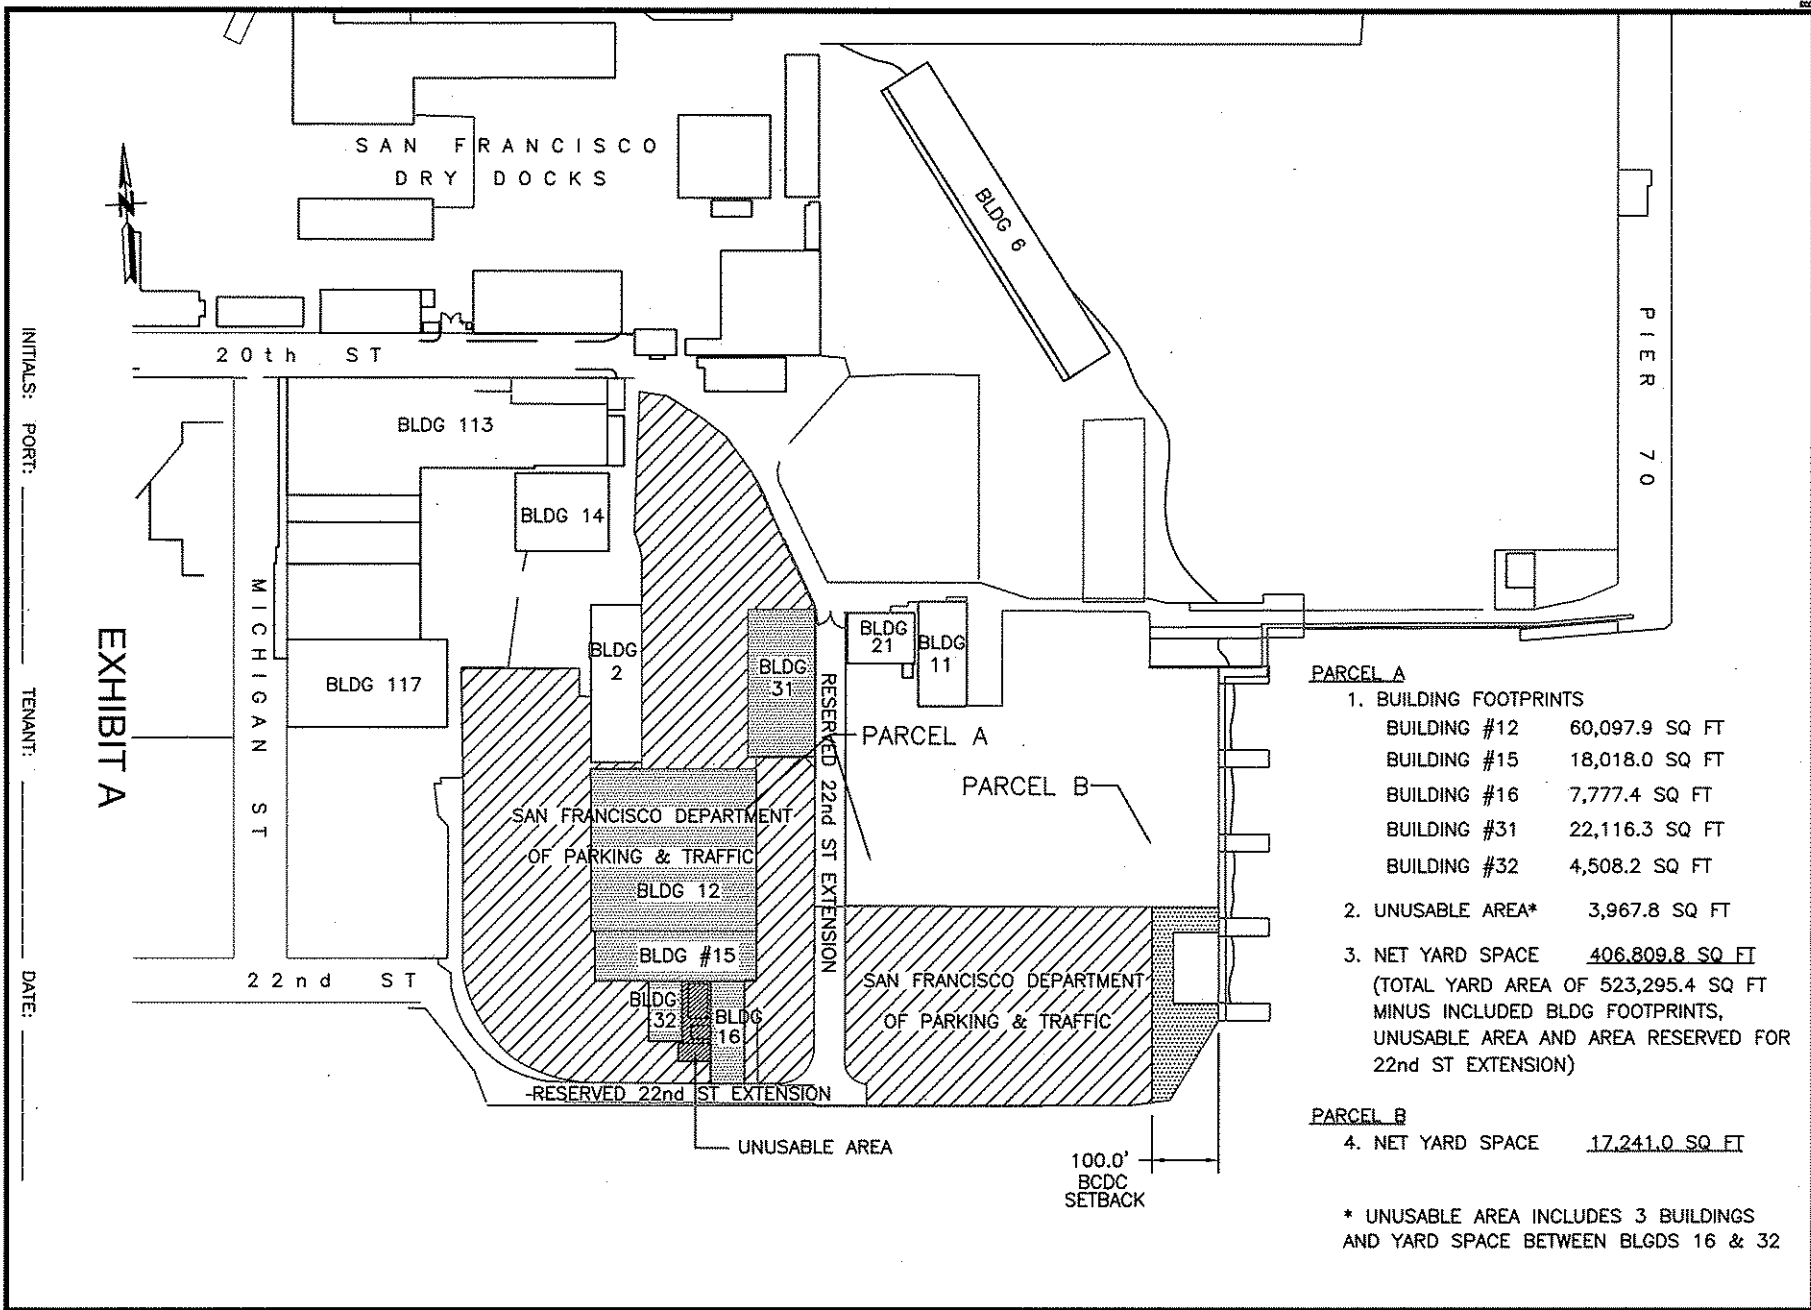 SAN FRANCISCO
DRY DOCKS
N
BLDG 6
PIER 70
20th ST
BLDG 113
BLDG 14
MICHIGAN ST
BLDG 117
BLDG
2
BLDG
31
BLDG
21
BLDG
11
RESERVED 22nd ST EXTENSION
PARCEL A
PARCEL B
SAN FRANCISCO DEPARTMENT
OF PARKING & TRAFFIC
BLDG 12
BLDG #15
BLDG
32
BLDG
16
SAN FRANCISCO DEPARTMENT
OF PARKING & TRAFFIC
22nd ST
-RESERVED 22nd ST EXTENSION
UNUSABLE AREA
100.0'
BCDC
SETBACK
PARCEL A
1. BUILDING FOOTPRINTS
BUILDING #12 60,097.9 SQ FT
BUILDING #15 18,018.0 SQ FT
BUILDING #16 7,777.4 SQ FT
BUILDING #31 22,116.3 SQ FT
BUILDING #32 4,508.2 SQ FT
2. UNUSABLE AREA* 3,967.8 SQ FT
3. NET YARD SPACE 406,809.8 SQ FT
(TOTAL YARD AREA OF 523,295.4 SQ FT
MINUS INCLUDED BLDG FOOTPRINTS,
UNUSABLE AREA AND AREA RESERVED FOR
22nd ST EXTENSION)
PARCEL B
4. NET YARD SPACE 17,241.0 SQ FT
* UNUSABLE AREA INCLUDES 3 BUILDINGS
AND YARD SPACE BETWEEN BLGDS 16 & 32
EXHIBIT A
INITIALS: PORT: TENANT: DATE: